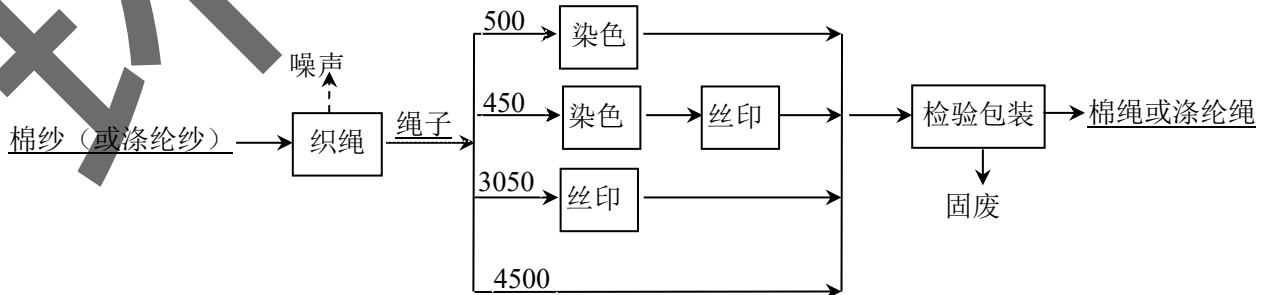 500
染色
噪声
450
染色
丝印
检验包装
棉绳或涤纶绳
棉纱（或涤纶纱）
织绳
绳子
3050
丝印
固废
4500